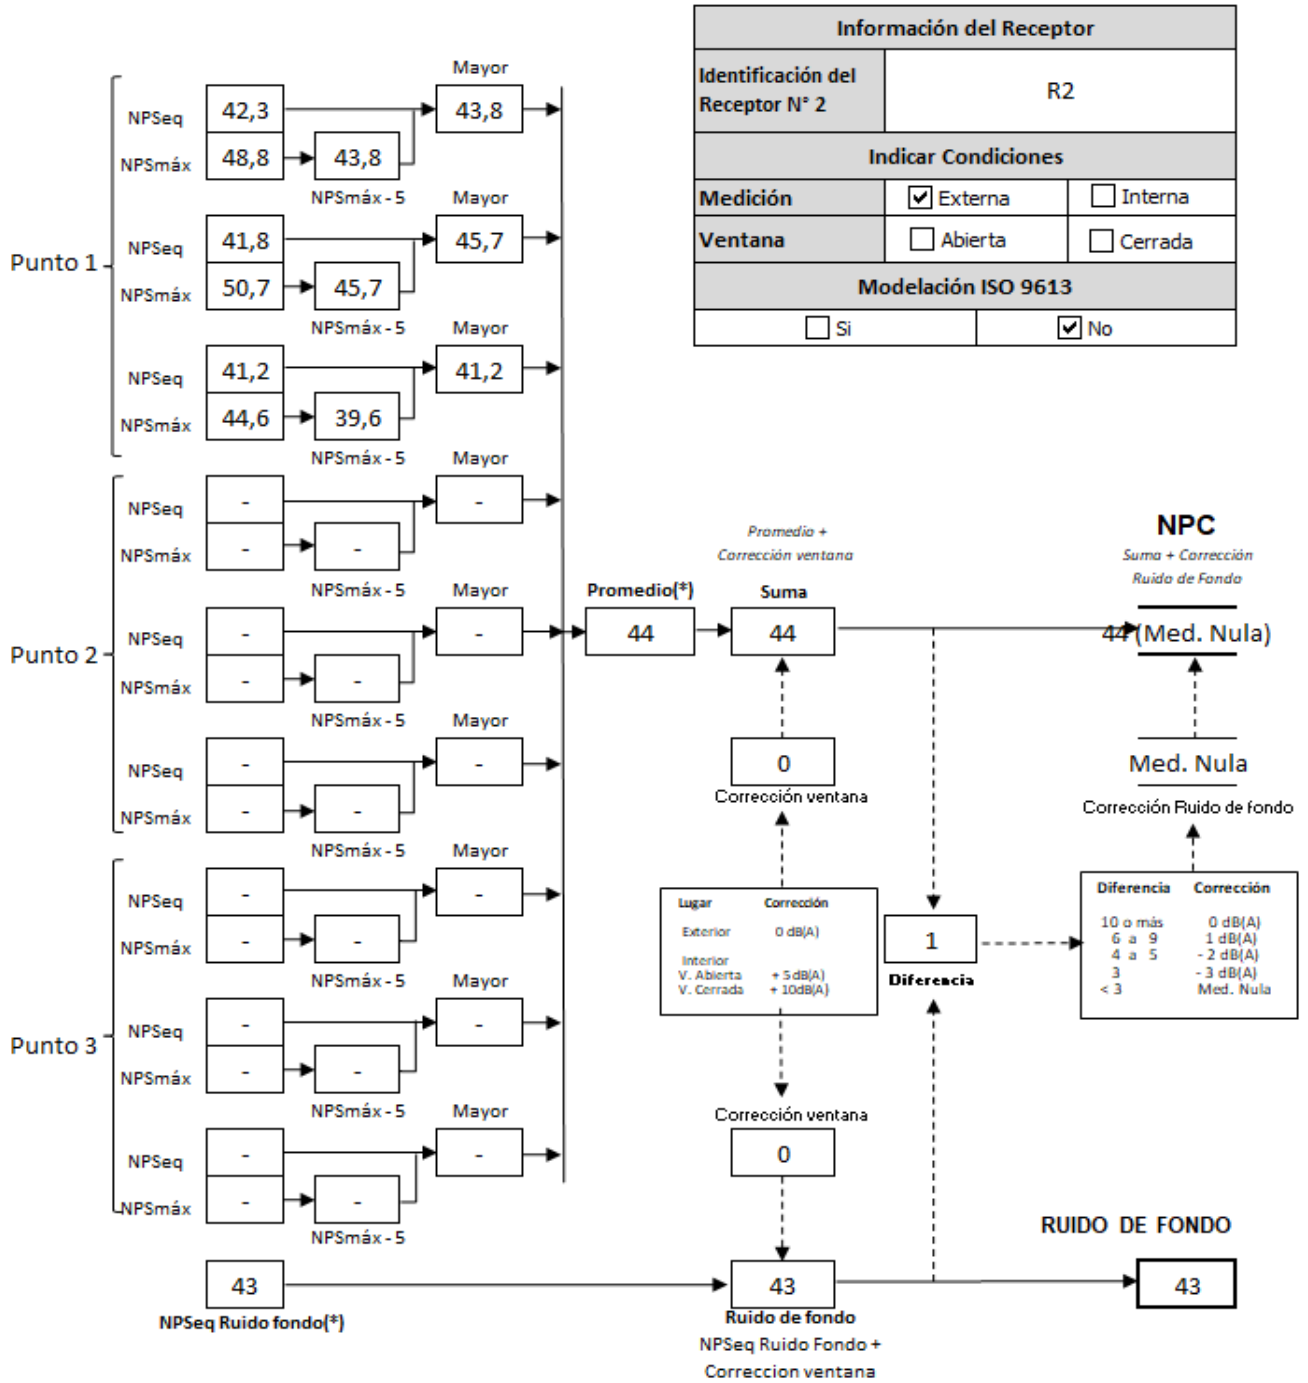 Información del Receptor
Identificación del
Receptor N° 2
R2
Indicar Condiciones
Medición
Externa
Interna
Ventana
Abierta
Cerrada
Modelación ISO 9613
Si
No
Punto 1
Mayor
NPSeq
42,3
43,8
NPSmáx
48,8
43,8
NPSmáx - 5
Mayor
NPSeq
41,8
45,7
NPSmáx
50,7
45,7
NPSmáx - 5
Mayor
NPSeq
41,2
41,2
NPSmáx
44,6
39,6
NPSmáx - 5
Punto 2
Mayor
NPSeq
-
-
NPSmáx
-
-
NPSmáx - 5
Mayor
NPSeq
-
-
NPSmáx
-
-
NPSmáx - 5
Mayor
NPSeq
-
-
NPSmáx
-
-
NPSmáx - 5
Punto 3
Mayor
NPSeq
-
-
NPSmáx
-
-
NPSmáx - 5
Mayor
NPSeq
-
-
NPSmáx
-
-
NPSmáx - 5
Mayor
NPSeq
-
-
NPSmáx
-
-
NPSmáx - 5
Promedio(*)
44
Promedio +
Corrección ventana
Suma
44
NPC
Suma + Corrección
Ruido de Fondo
44 (Med. Nula)
0
Corrección ventana
Med. Nula
Corrección Ruido de fondo
Lugar Corrección
Exterior 0 dB(A)
Interior
V. Abierta + 5 dB(A)
V. Cerrada + 10dB(A)
1
Diferencia
Diferencia Corrección
10 o más 0 dB(A)
6 a 9 1 dB(A)
4 a 5 - 2 dB(A)
3 - 3 dB(A)
< 3 Med. Nula
Corrección ventana
0
RUIDO DE FONDO
43
43
43
NPSeq Ruido fondo(*)
Ruido de fondo
NPSeq Ruido Fondo +
Correccion ventana